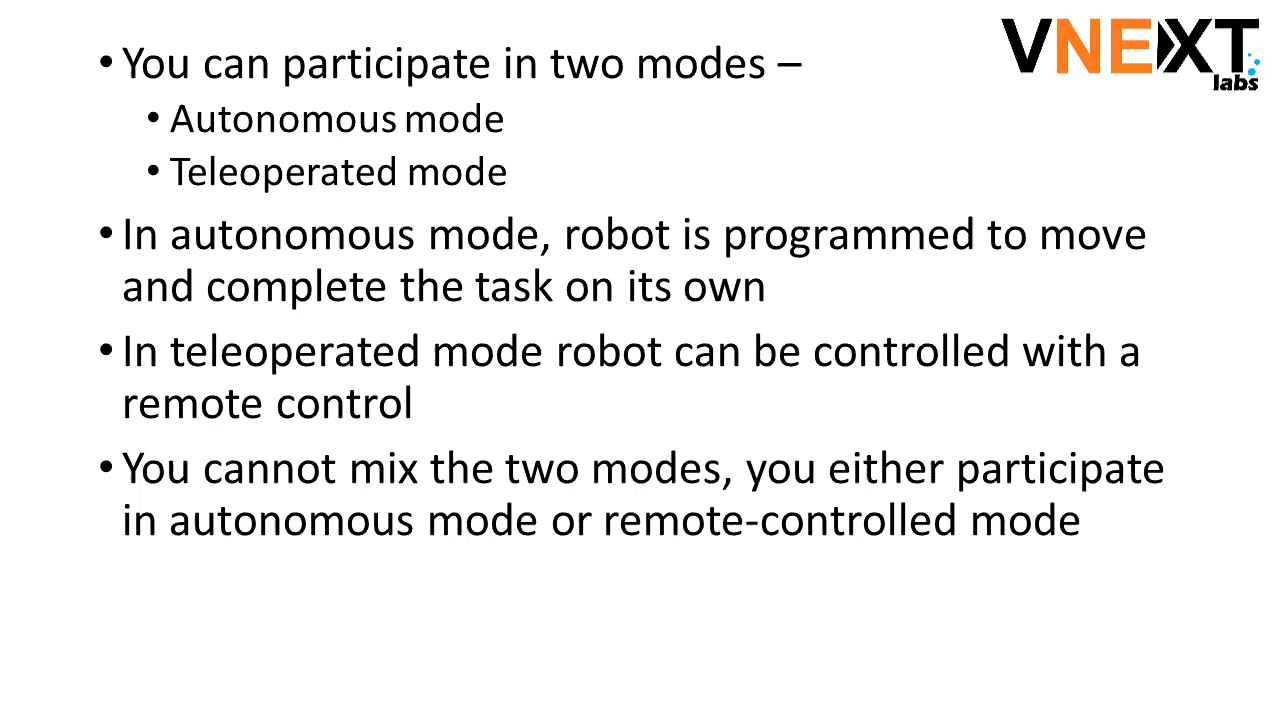 VNEXT
labs
• You can participate in two modes –
• Autonomous mode
• Teleoperated mode
• In autonomous mode, robot is programmed to move
and complete the task on its own
• In teleoperated mode robot can be controlled with a
remote control
• You cannot mix the two modes, you either participate
in autonomous mode or remote-controlled mode